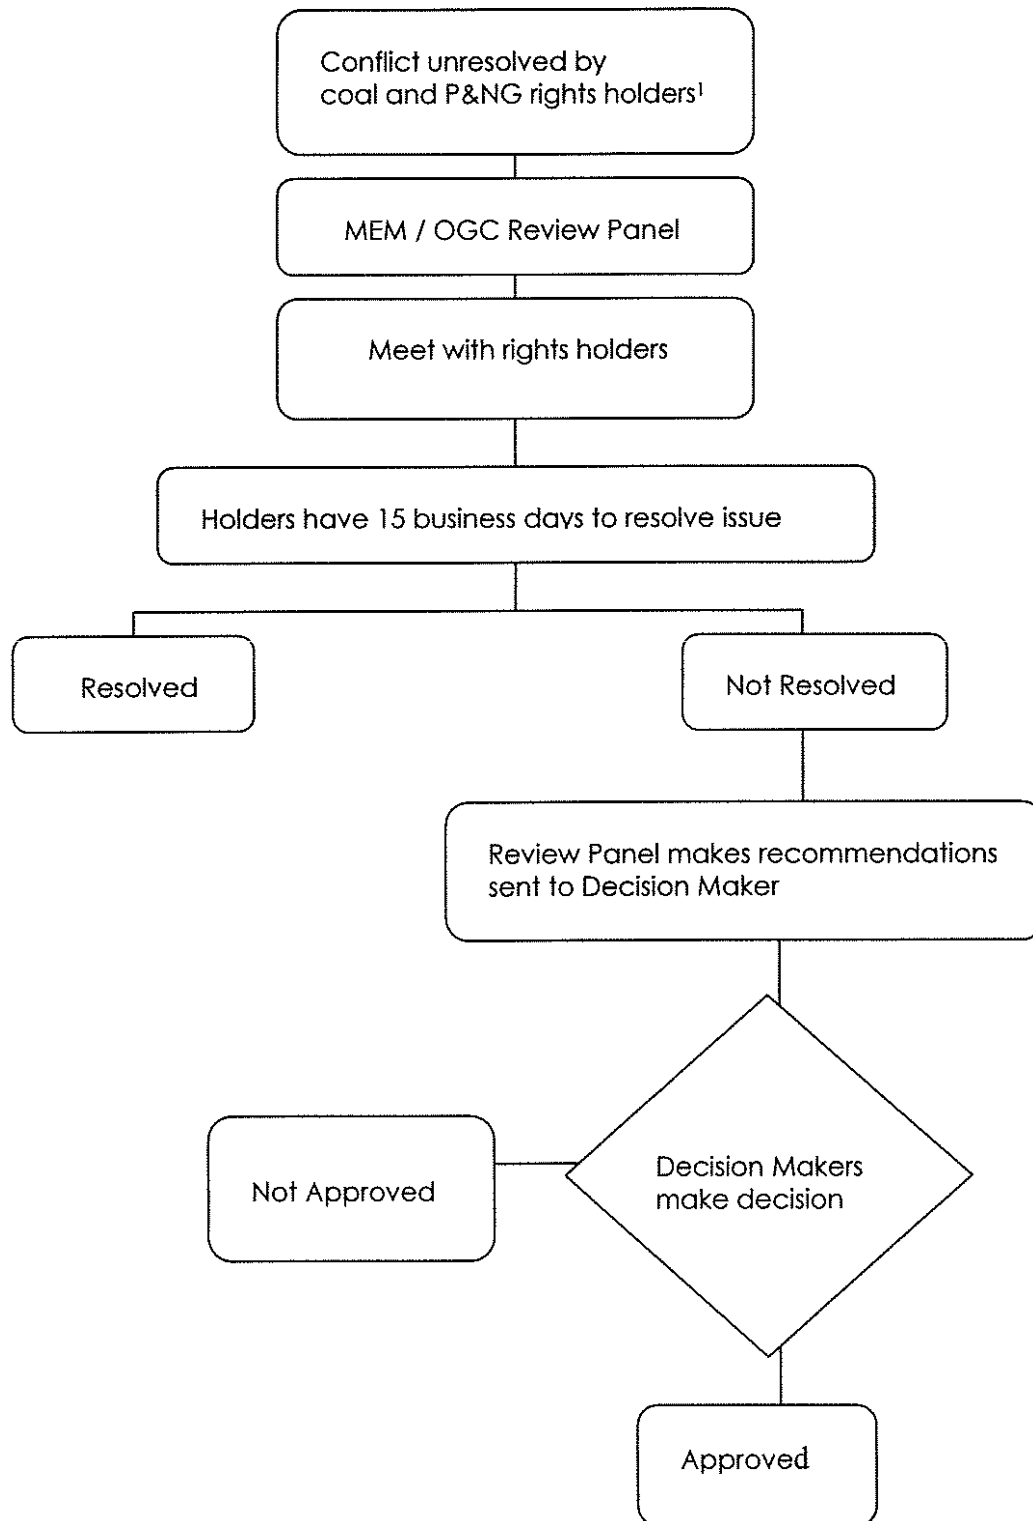 Conflict unresolved by
coal and P&NG rights holders¹
MEM / OGC Review Panel
Meet with rights holders
Holders have 15 business days to resolve issue
Resolved
Not Resolved
Review Panel makes recommendations
sent to Decision Maker
Decision Makers
make decision
Not Approved
Approved